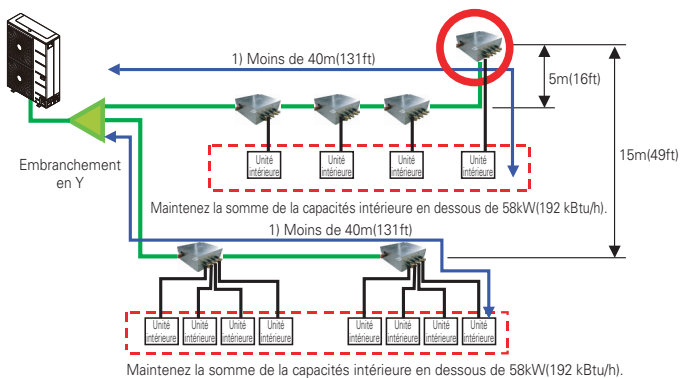 1) Moins de 40m(131ft)
5m(16ft)
15m(49ft)
Embranchement
en Y
Unité
intérieure
Unité
intérieure
Unité
intérieure
Unité
intérieure
Maintenez la somme de la capacités intérieure en dessous de 58kW(192 kBtu/h).
1) Moins de 40m(131ft)
Unité
intérieure
Unité
intérieure
Unité
intérieure
Unité
intérieure
Unité
intérieure
Unité
intérieure
Unité
intérieure
Unité
intérieure
Maintenez la somme de la capacités intérieure en dessous de 58kW(192 kBtu/h).